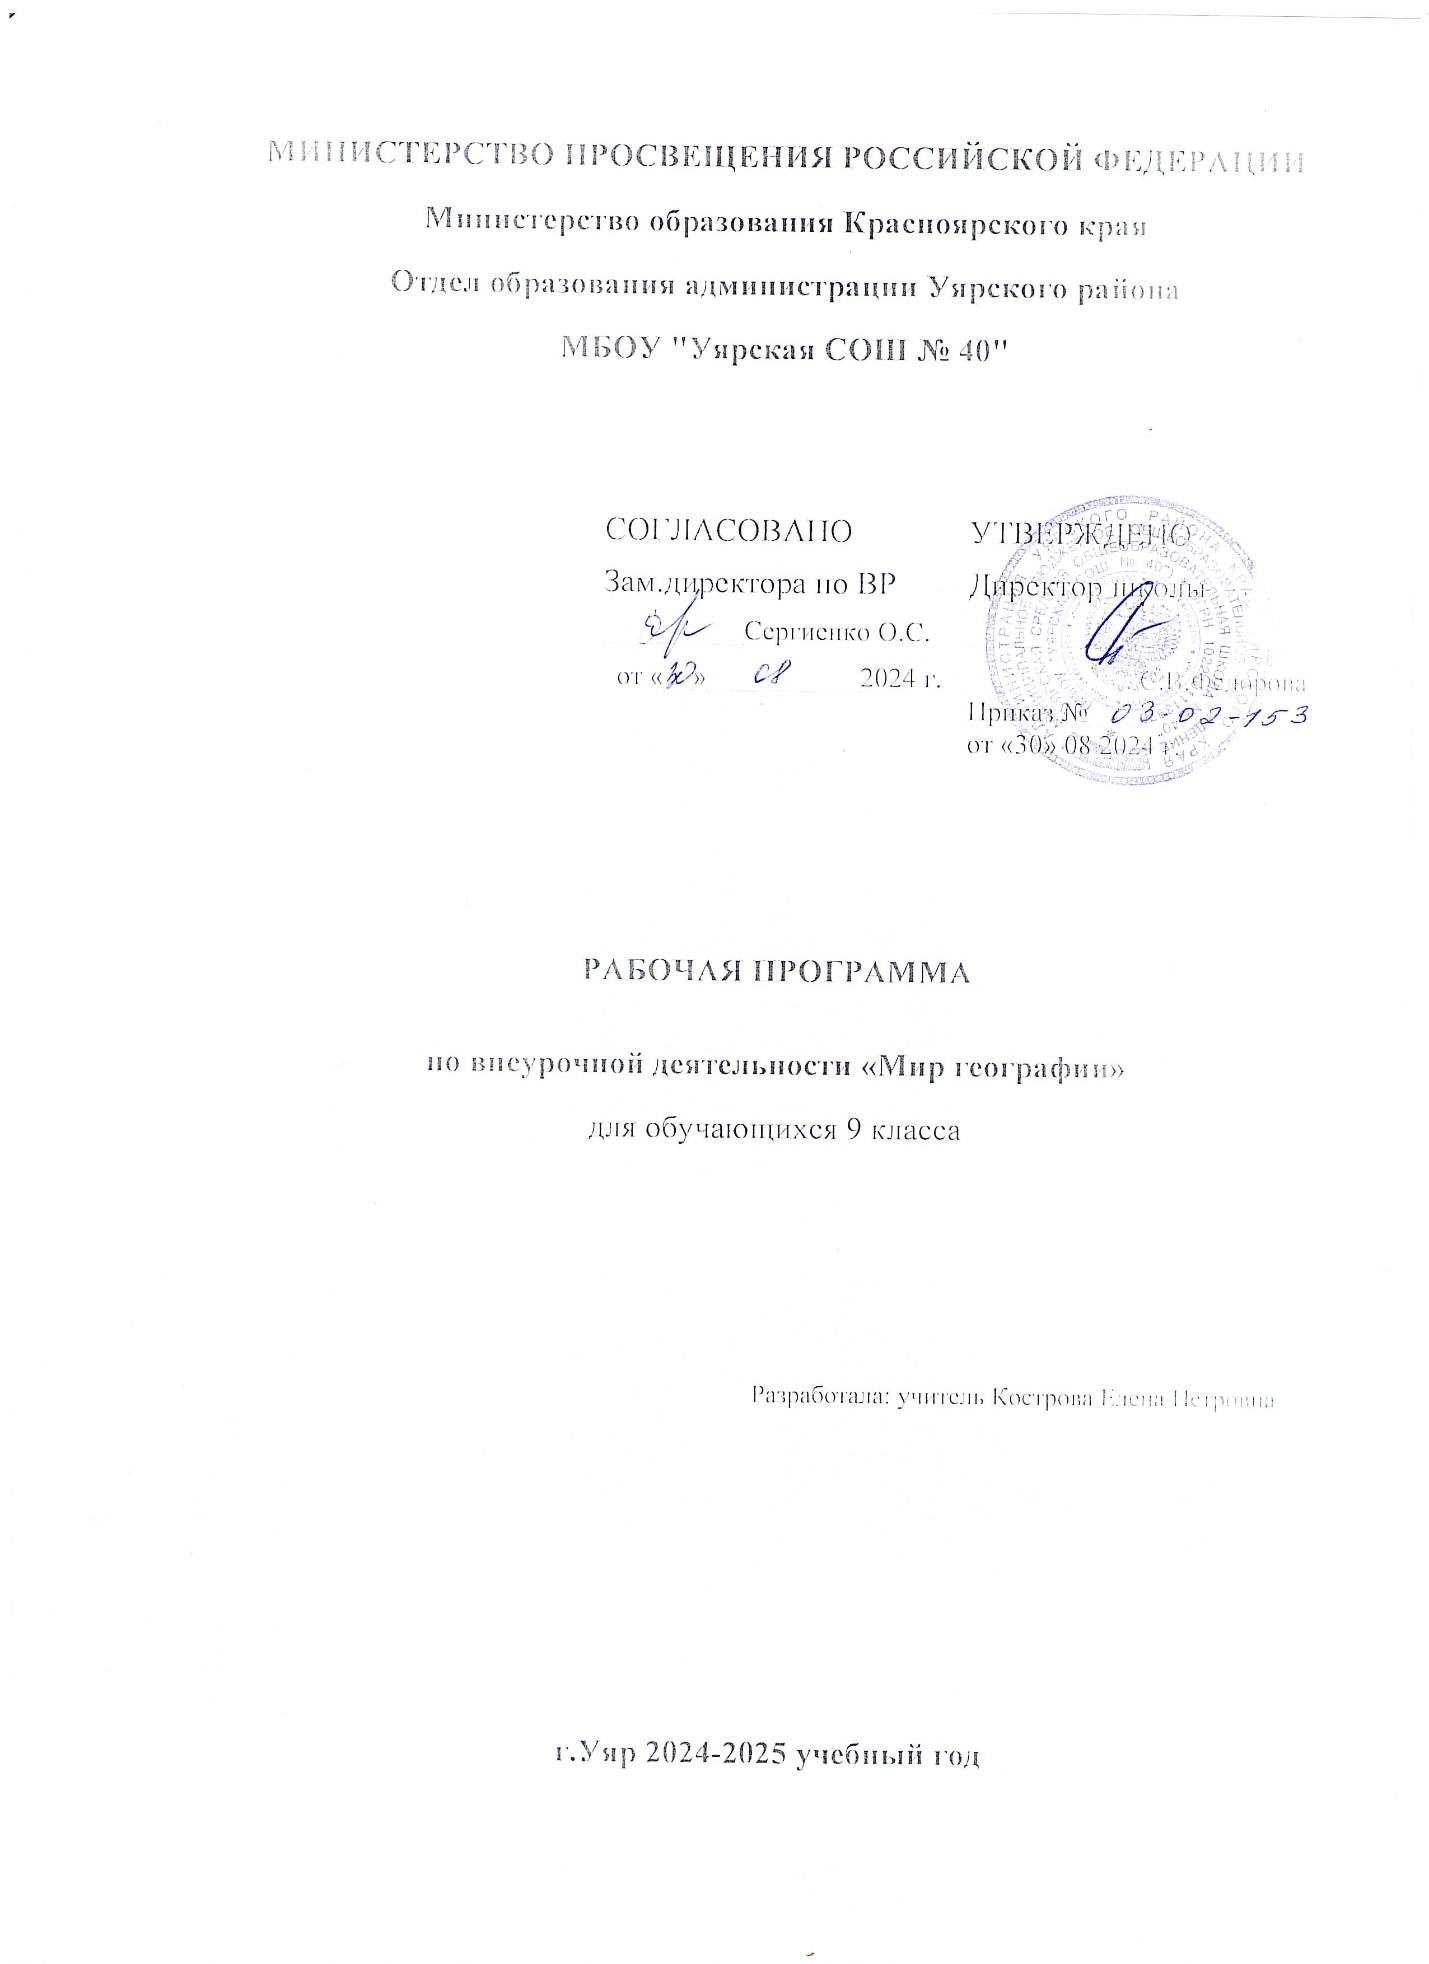 МИНИСТЕРСТВО ПРОСВЕЩЕНИЯ РОССИЙСКОЙ ФЕДЕРАЦИИ
Министерство образования Красноярского края
Отдел образования администрации Уярского района
МБОУ "Уярская СОШ № 40"
СОГЛАСОВАНО
Зам.директора по ВР
Сергиенко О.С.
от «30» 08 2024 г.
УТВЕРЖДЕНО
Директор школы
С.В.Федорова
Приказ № 03-02-153
от «30» 08 2024 г.
РАБОЧАЯ ПРОГРАММА
по внеурочной деятельности «Мир географии»
для обучающихся 9 класса
Разработала: учитель Кострова Елена Петровна
г.Уяр 2024-2025 учебный год